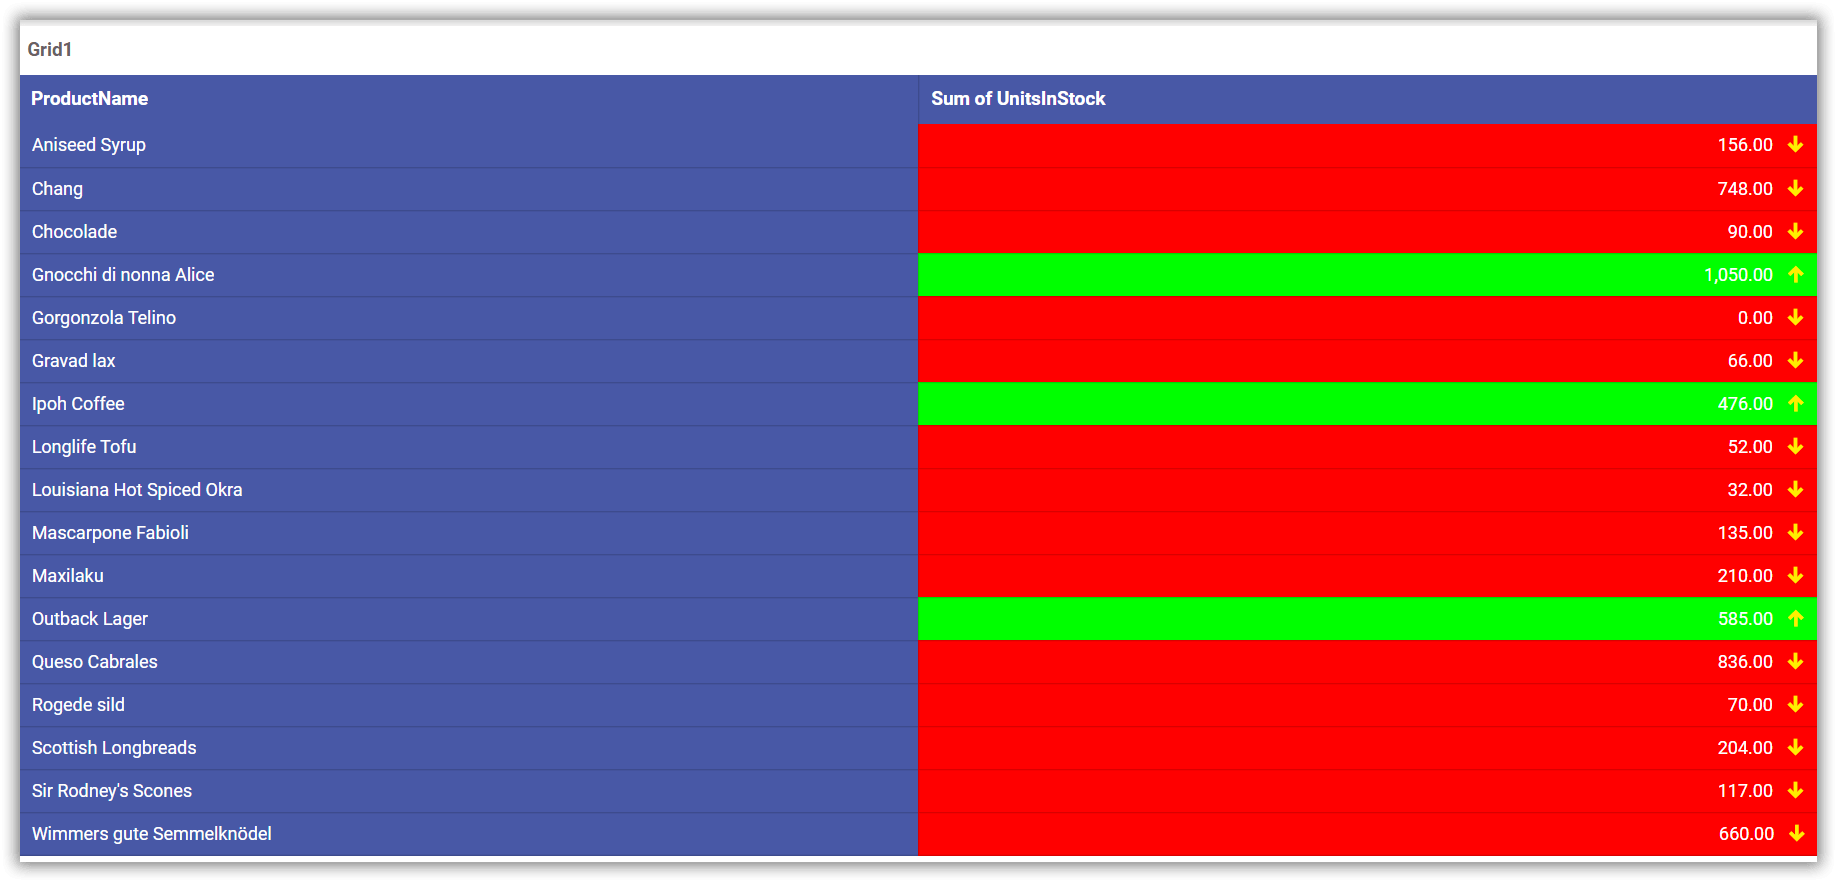 Grid1
ProductName Sum of UnitsInStock
Aniseed Syrup 156.00
Chang 748.00
Chocolade 90.00
Gnocchi di nonna Alice 1,050.00
Gorgonzola Telino 0.00
Gravad lax 66.00
Ipoh Coffee 476.00
Longlife Tofu 52.00
Louisiana Hot Spiced Okra 32.00
Mascarpone Fabioli 135.00
Maxilaku 210.00
Outback Lager 585.00
Queso Cabrales 836.00
Rogede sild 70.00
Scottish Longbreads 204.00
Sir Rodney's Scones 117.00
Wimmers gute Semmelknödel 660.00